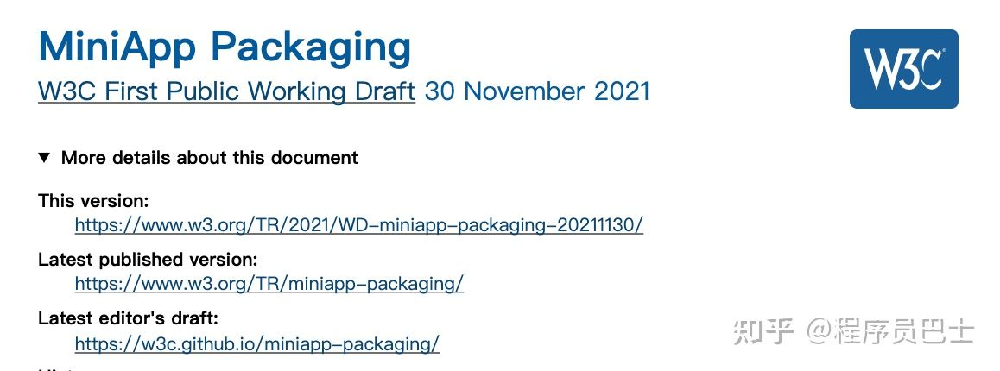 MiniApp Packaging
W3C
W3C First Public Working Draft 30 November 2021
▼ More details about this document
This version:
https://www.w3.org/TR/2021/WD-miniapp-packaging-20211130/
Latest published version:
https://www.w3.org/TR/miniapp-packaging/
Latest editor's draft:
https://w3c.github.io/miniapp-packaging/
知乎 @程序员巴士